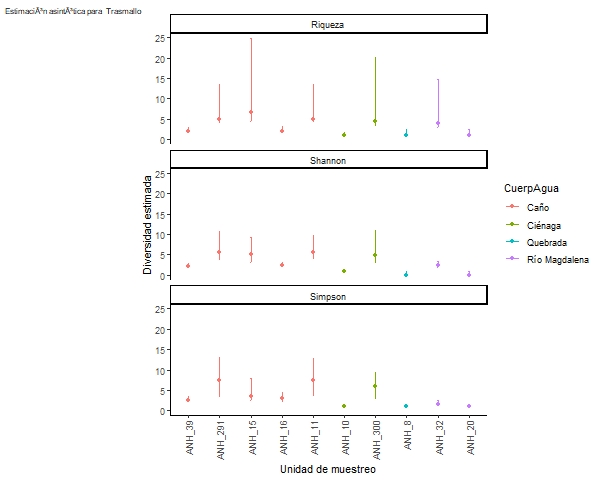 EstimaciÃ³n asintÃ³tica para Trasmallo
Riqueza
25
20
15
10
5
0
Shannon
25
20
15
10
5
0
Simpson
25
20
15
10
5
0
Diversidad estimada
ANH_39
ANH_291
ANH_15
ANH_16
ANH_11
ANH_10
ANH_300
ANH_8
ANH_32
ANH_20
Unidad de muestreo
CuerpAgua
Caño
Ciénaga
Quebrada
Río Magdalena